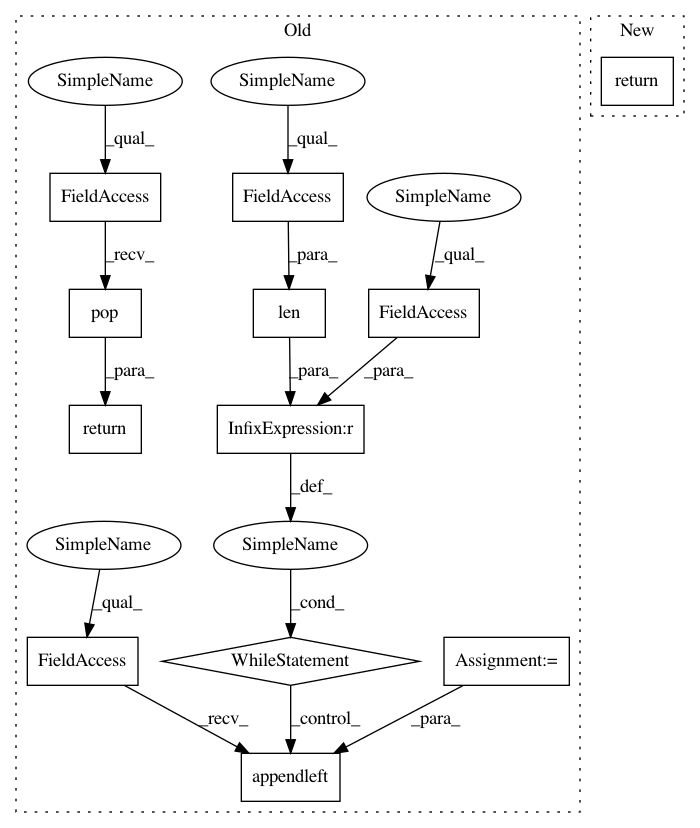 Old
New
SimpleName
SimpleName
return
_qual_
_qual_
FieldAccess
FieldAccess
SimpleName
_recv_
_para_
_qual_
pop
len
FieldAccess
_para_
_para_
_para_
return
InfixExpression:r
_def_
SimpleName
SimpleName
_qual_
_cond_
FieldAccess
WhileStatement
Assignment:=
_recv_
_control_
_para_
appendleft